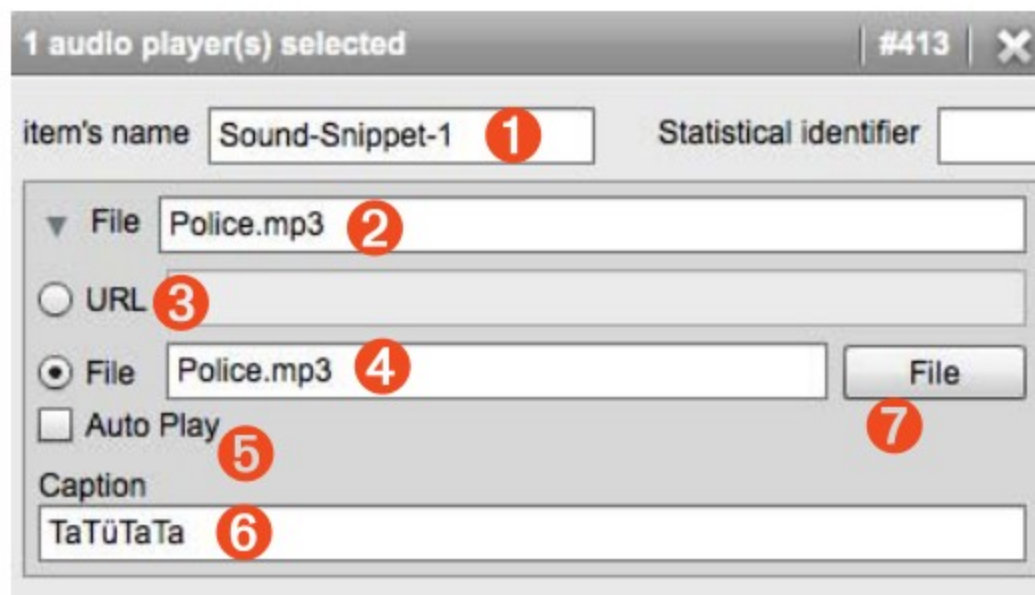 1 audio player(s) selected #413
item's name Sound-Snippet-1 1 Statistical identifier
File Police.mp3 2
URL 3
File Police.mp3 4 File
Auto Play 5 7
Caption
TaTüTaTa 6